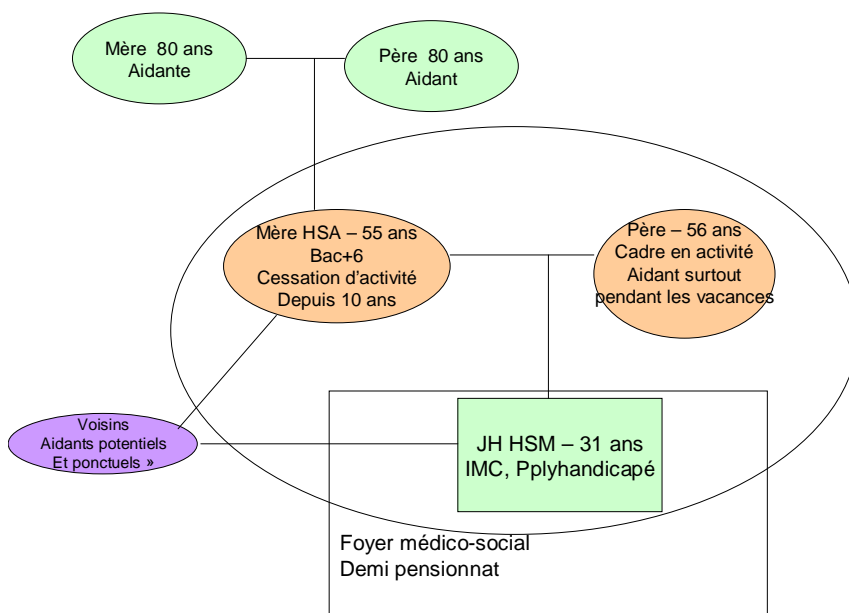 Mère 80 ans
Aidante
Père 80 ans
Aidant
Mère HSA – 55 ans
Bac+6
Cessation d'activité
Depuis 10 ans
Père – 56 ans
Cadre en activité
Aidant surtout
pendant les vacances
Voisins
Aidants potentiels
Et ponctuels »
JH HSM – 31 ans
IMC, Pplyhandicapé
Foyer médico-social
Demi pensionnat